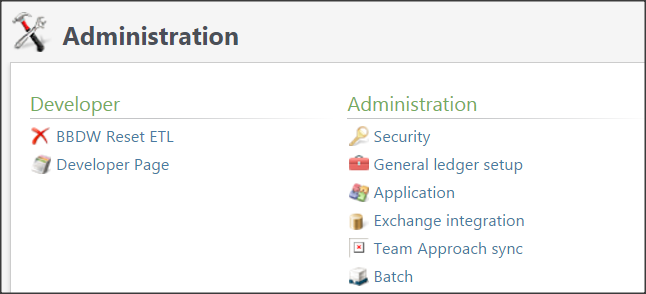 Administration
Developer
BBDW Reset ETL
Developer Page
Administration
Security
General ledger setup
Application
Exchange integration
Team Approach sync
Batch